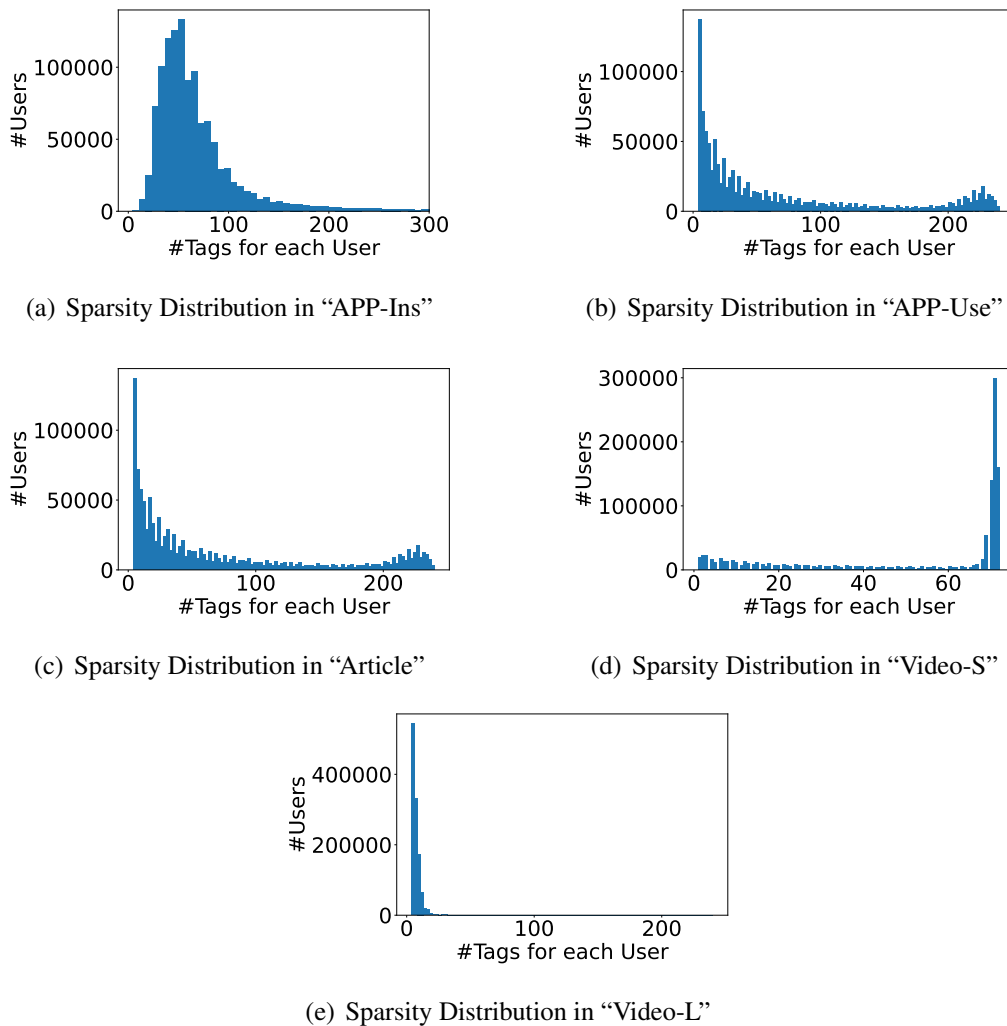 100000
50000
0
#Users
0
100
200
300
#Tags for each User
(a) Sparsity Distribution in “APP-Ins”
100000
50000
0
#Users
0
100
200
#Tags for each User
(b) Sparsity Distribution in “APP-Use”
100000
50000
0
#Users
0
100
200
#Tags for each User
(c) Sparsity Distribution in “Article”
300000
200000
100000
0
#Users
0
20
40
60
#Tags for each User
(d) Sparsity Distribution in “Video-S”
400000
200000
0
#Users
0
100
200
#Tags for each User
(e) Sparsity Distribution in “Video-L”